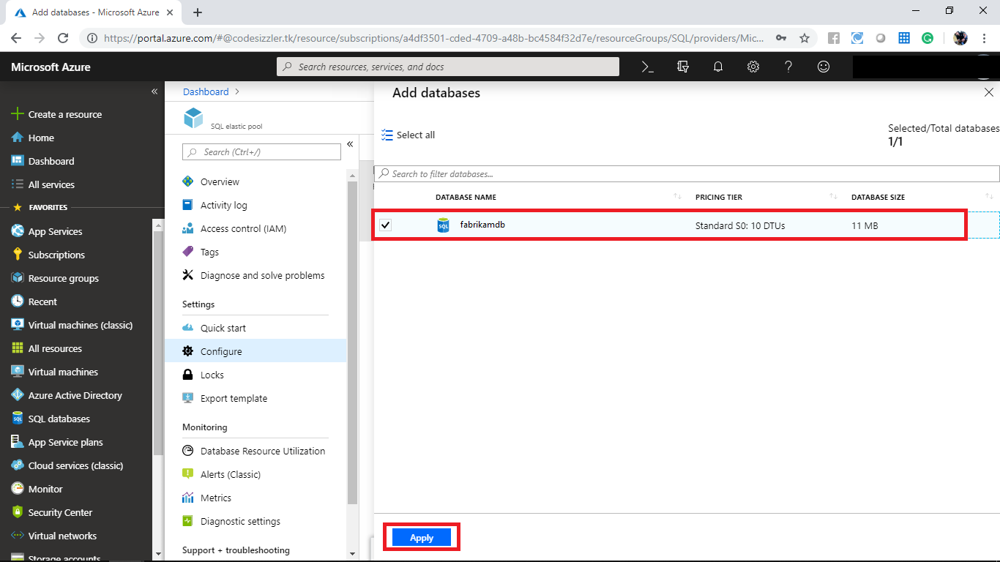 Add databases - Microsoft Azure
https://portal.azure.com/#@codesizzler.tk/resource/subscriptions/a4df3501-cded-4709-a48b-bc4584f32d7e/resourceGroups/SQL/providers/Mic...
Microsoft Azure
Search resources, services, and docs
Create a resource
Home
Dashboard
All services
FAVORITES
App Services
Subscriptions
Resource groups
Recent
Virtual machines (classic)
All resources
Virtual machines
Azure Active Directory
SQL databases
App Service plans
Cloud services (classic)
Monitor
Security Center
Virtual networks
Storage accounts
Dashboard
SQL elastic pool
Search (Ctrl+/)
Overview
Activity log
Access control (IAM)
Tags
Diagnose and solve problems
Settings
Quick start
Configure
Locks
Export template
Monitoring
Database Resource Utilization
Alerts (Classic)
Metrics
Diagnostic settings
Support + troubleshooting
Add databases
Select all
Selected/Total databases
1/1
Search to filter databases...
DATABASE NAME PRICING TIER DATABASE SIZE
SQL fabrikamdb Standard S0: 10 DTUs 11 MB
Apply